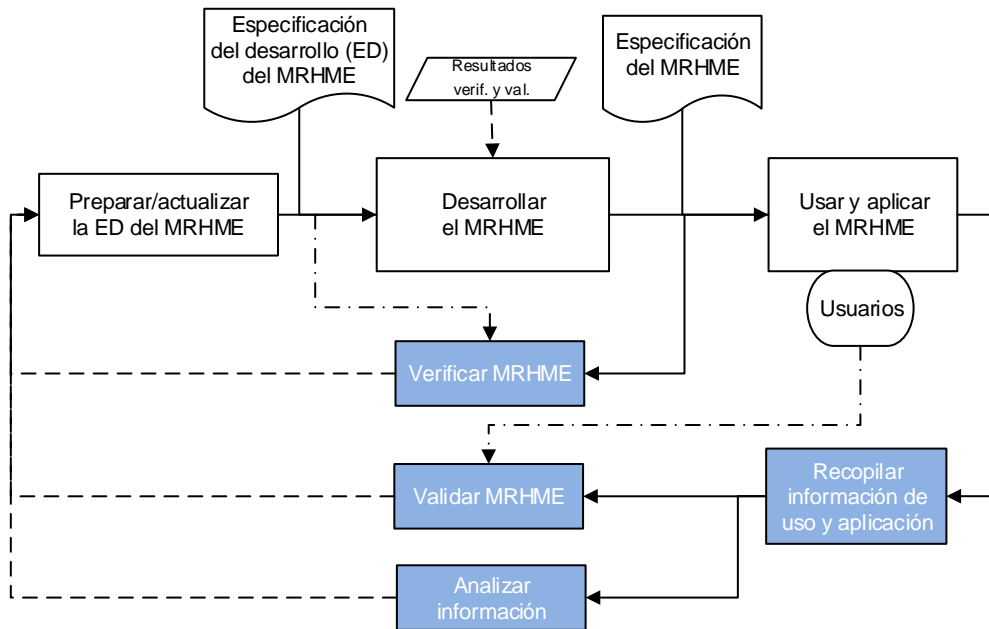 Especificación
del desarrollo (ED)
del MRHME
Resultados
verif. y val.
Especificación
del MRHME
Preparar/actualizar
la ED del MRHME
Desarrollar
el MRHME
Usar y aplicar
el MRHME
Usuarios
Verificar MRHME
Validar MRHME
Recopilar
información de
uso y aplicación
Analizar
información